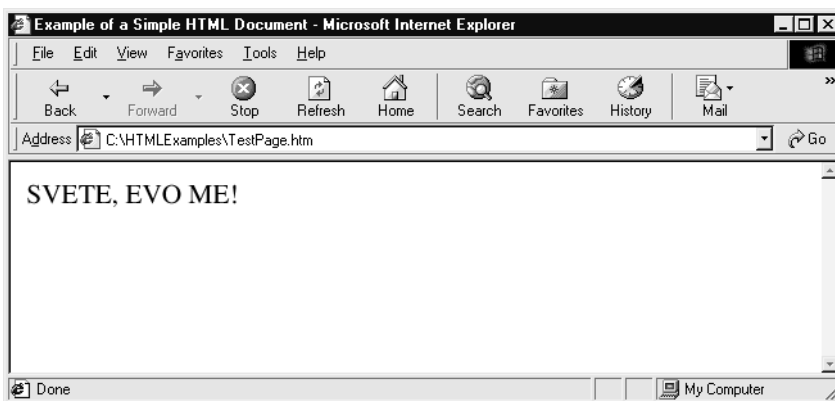 Example of a Simple HTML Document - Microsoft Internet Explorer
File Edit View Favorites Tools Help
Back Forward Stop Refresh Home Search Favorites History Mail »
Address C:\HTMLExamples\TestPage.htm Go
SVETE, EVO ME!
Done My Computer